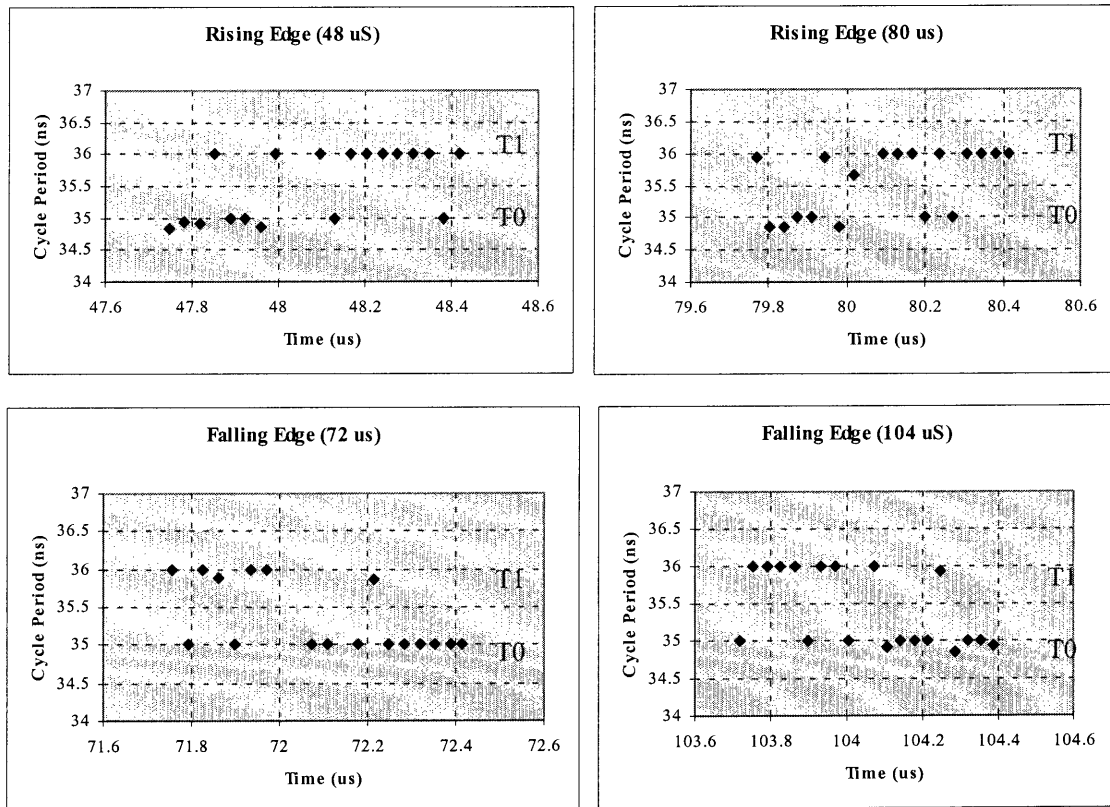 Rising Edge (48 uS)
37
36.5
36
35.5
35
34.5
34
Cycle Period (ns)
T1
T0
47.6
47.8
48
48.2
48.4
48.6
Time (us)
Rising Edge (80 us)
37
36.5
36
35.5
35
34.5
34
Cycle Period (ns)
T1
T0
79.6
79.8
80
80.2
80.4
80.6
Time (us)
Falling Edge (72 us)
37
36.5
36
35.5
35
34.5
34
Cycle Period (ns)
T1
T0
71.6
71.8
72
72.2
72.4
72.6
Time (us)
Falling Edge (104 uS)
37
36.5
36
35.5
35
34.5
34
Cycle Period (ns)
T1
T0
103.6
103.8
104
104.2
104.4
104.6
Time (us)